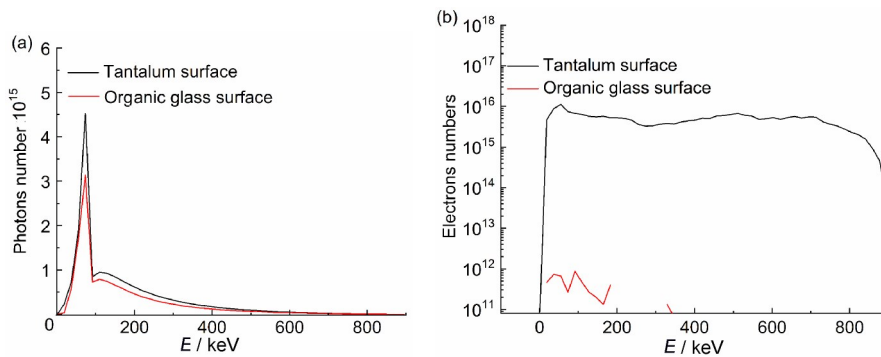 (a)
6
5
4
3
2
1
Photons number 10^15
Tantalum surface
Organic glass surface
0 200 400 600 800
E / keV
(b)
10^18
10^17
10^16
10^15
10^14
10^13
10^12
10^11
Electrons numbers
Tantalum surface
Organic glass surface
0 200 400 600 800
E / keV